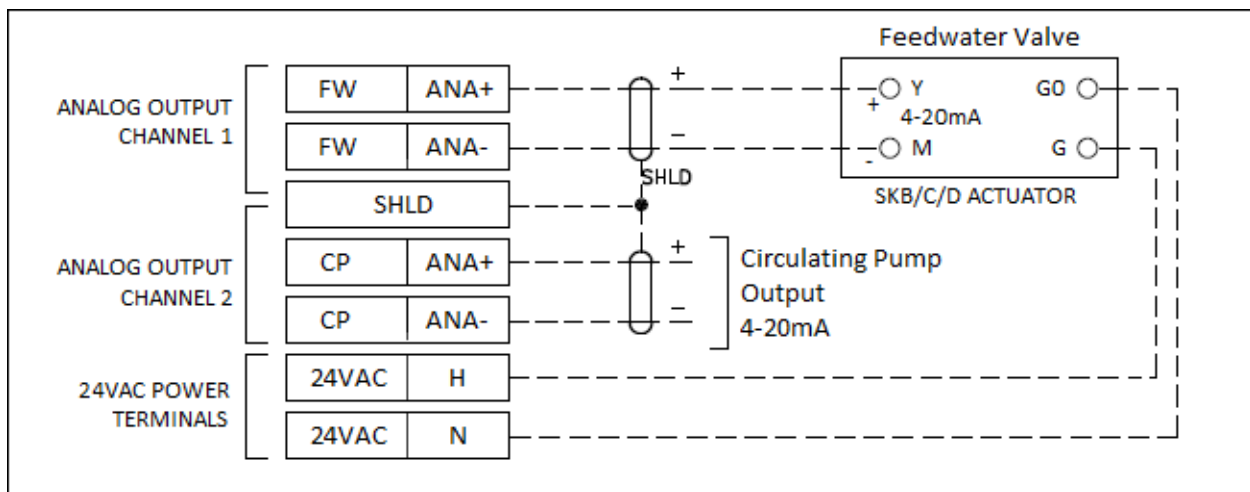 Feedwater Valve
ANALOG OUTPUT
CHANNEL 1
FW ANA+
+
Y
G0
+
4-20mA
FW ANA-
−
M
G
-
SHLD
SKB/C/D ACTUATOR
SHLD
ANALOG OUTPUT
CHANNEL 2
CP ANA+
+
Circulating Pump
Output
4-20mA
CP ANA-
−
24VAC POWER
TERMINALS
24VAC H
24VAC N